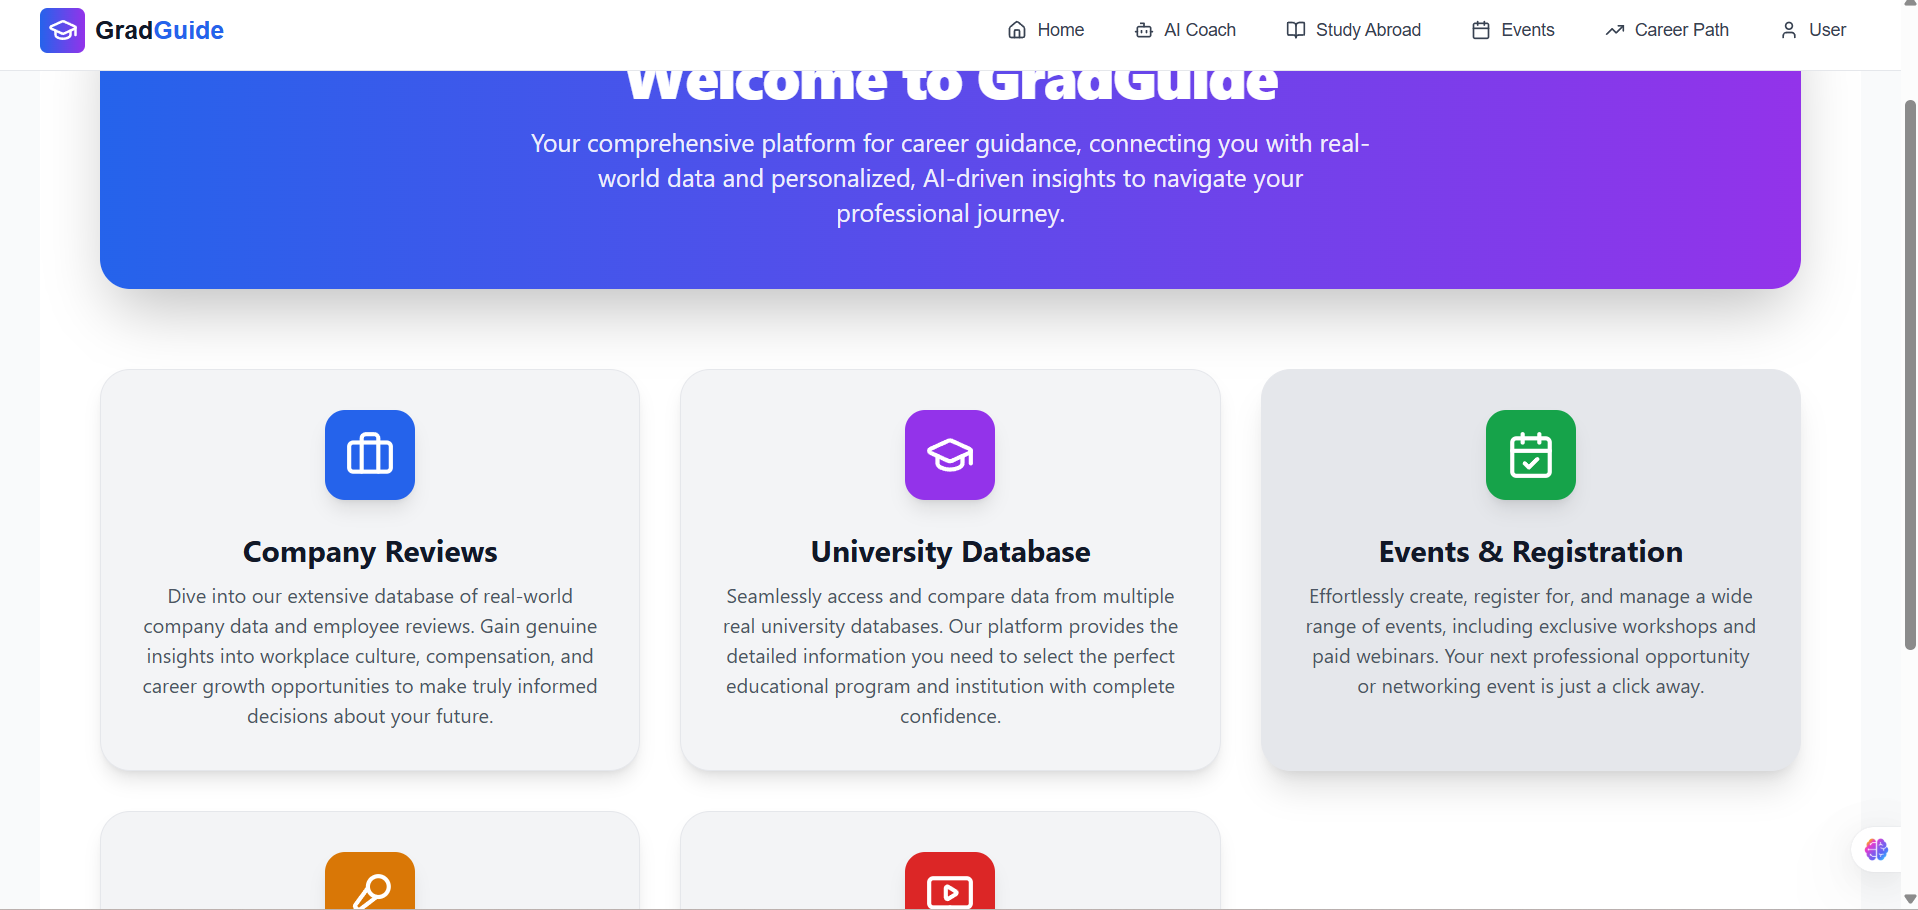 GradGuide
Home
AI Coach
Study Abroad
Events
Career Path
User
Welcome to GradGuide
Your comprehensive platform for career guidance, connecting you with real-
world data and personalized, AI-driven insights to navigate your
professional journey.
Company Reviews
Dive into our extensive database of real-world
company data and employee reviews. Gain genuine
insights into workplace culture, compensation, and
career growth opportunities to make truly informed
decisions about your future.
University Database
Seamlessly access and compare data from multiple
real university databases. Our platform provides the
detailed information you need to select the perfect
educational program and institution with complete
confidence.
Events & Registration
Effortlessly create, register for, and manage a wide
range of events, including exclusive workshops and
paid webinars. Your next professional opportunity
or networking event is just a click away.